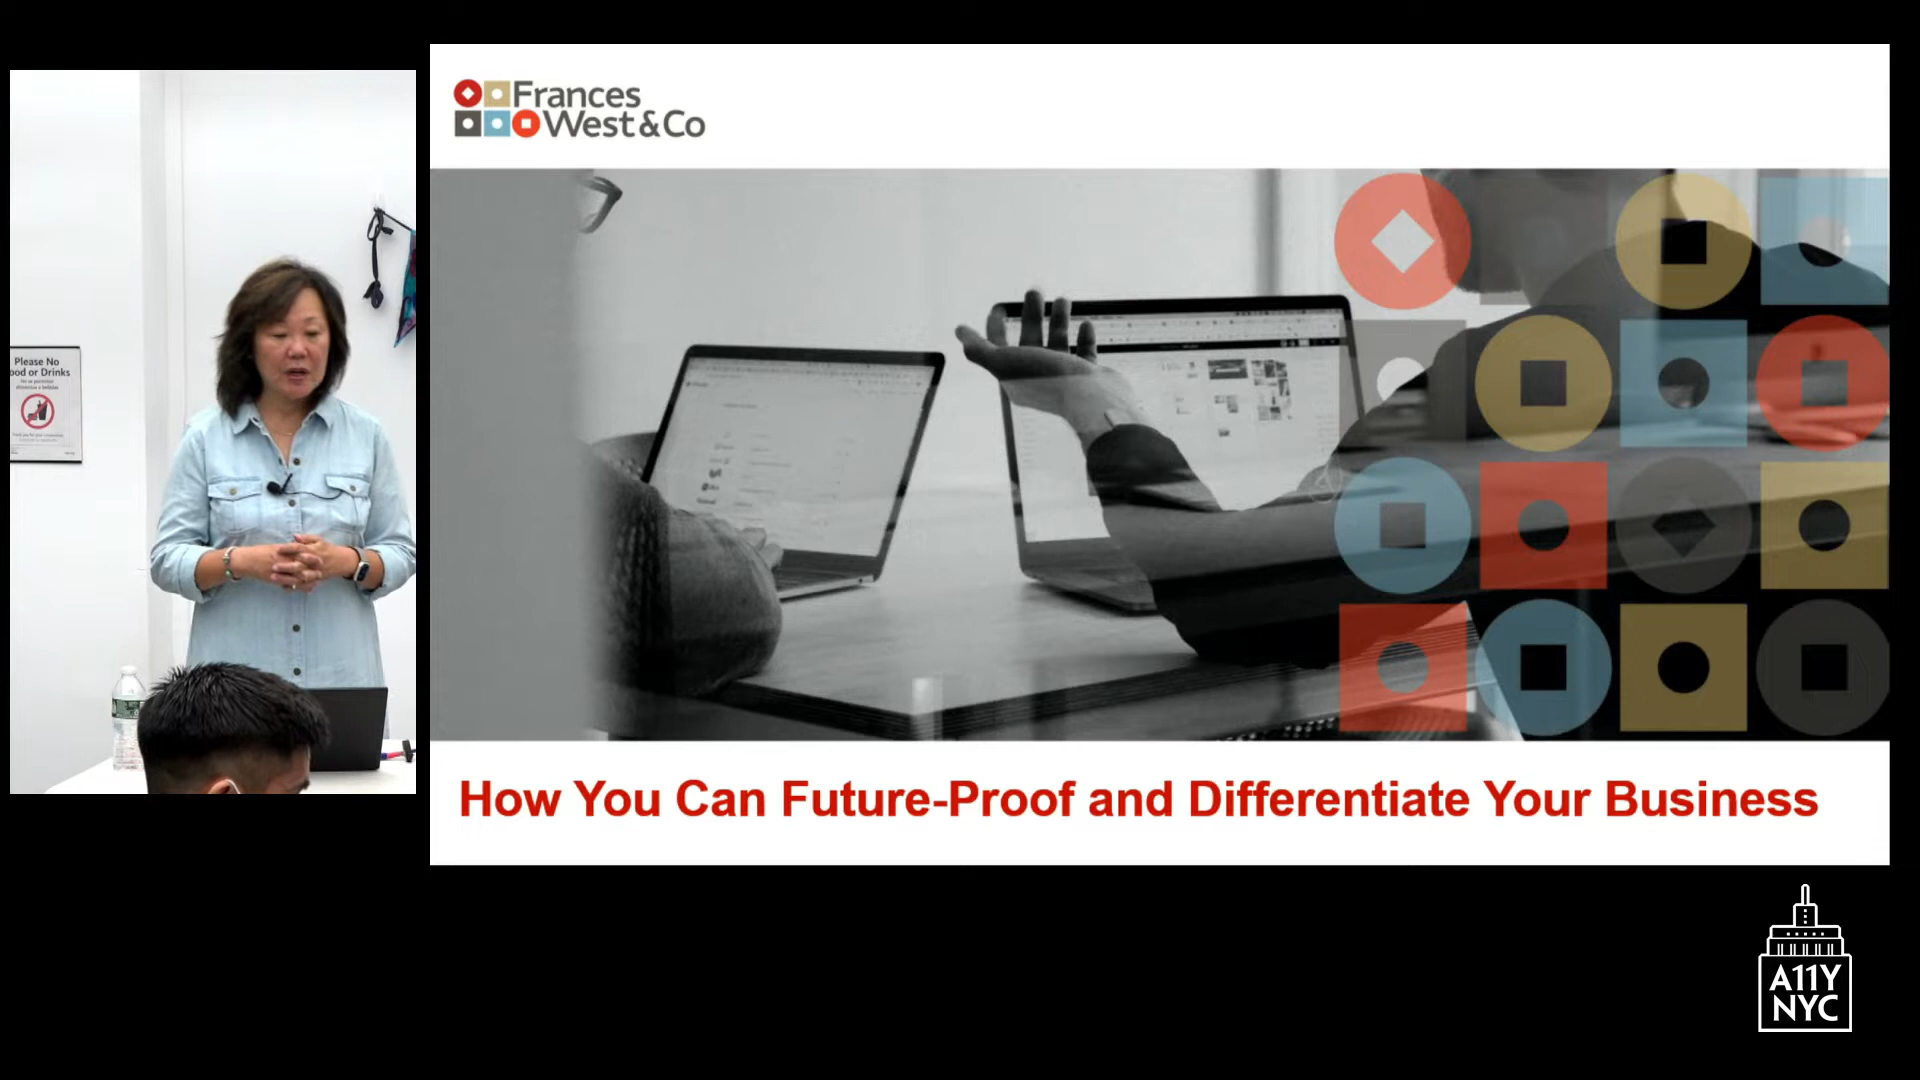 Frances
West&Co
Please No
ood or Drinks
How You Can Future-Proof and Differentiate Your Business
A11Y
NYC